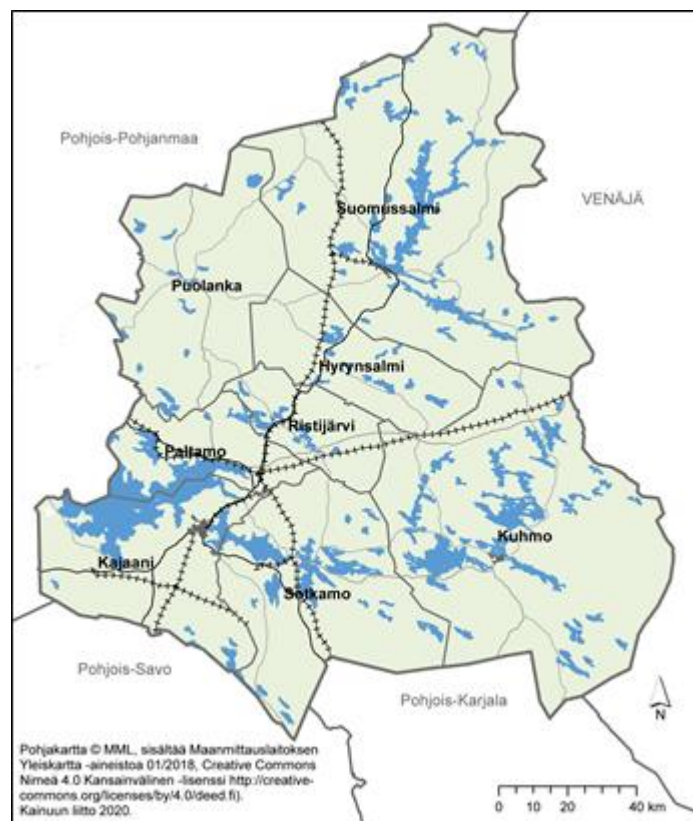 Pohjois-Pohjanmaa
VENÄJÄ
Suomussalmi
Puolanka
Hyrynsalmi
Ristijärvi
Paltamo
Kuhmo
Kajaani
Sotkamo
Pohjois-Savo
Pohjois-Karjala
N
Pohjakartta © MML, sisältää Maanmittauslaitoksen
Yleiskartta -aineistoa 01/2018, Creative Commons
Nimeä 4.0 Kansainvälinen -lisenssi http://creative-
commons.org/licenses/by/4.0/deed.fi).
Kainuun liitto 2020.
0 10 20 40 km